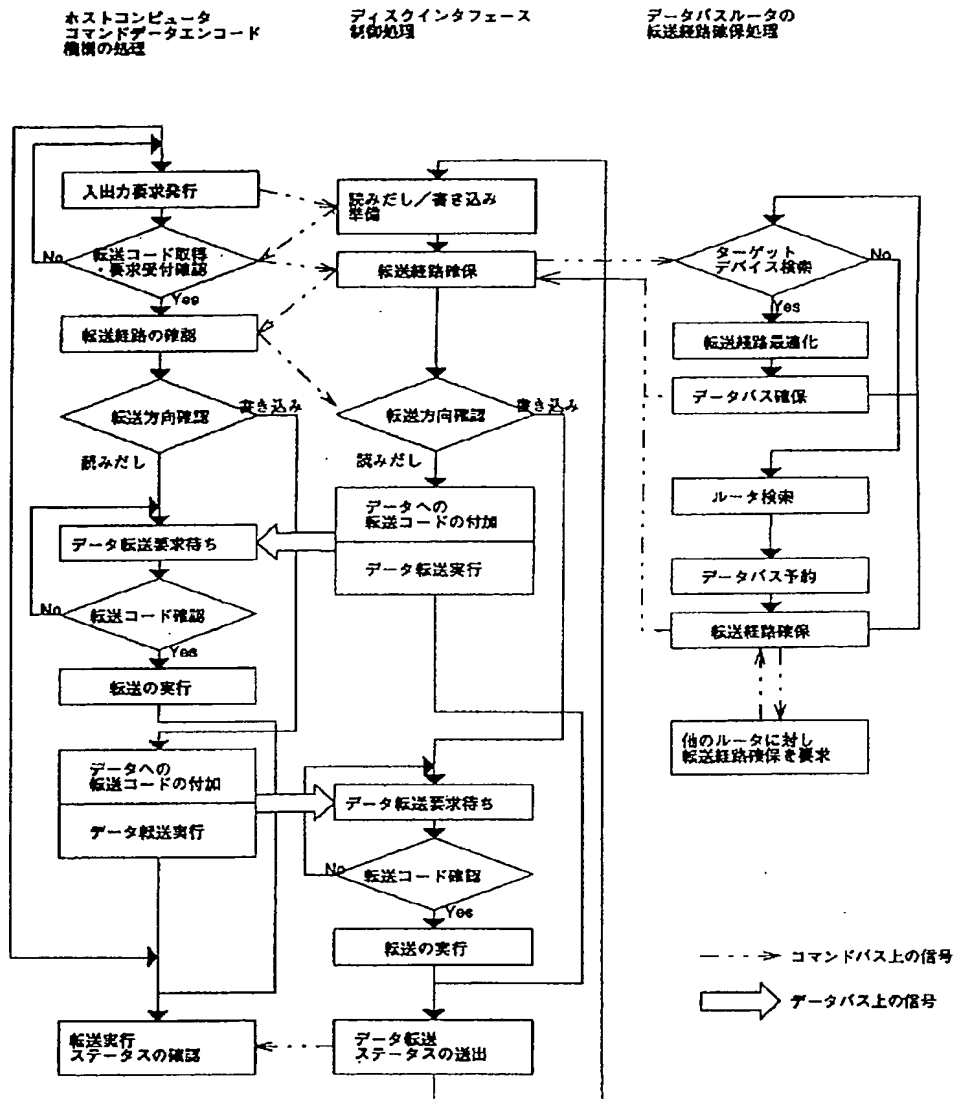 ホストコンピュータ
コマンドデータエンコード
機構の処理
ディスクインタフェース
制御処理
データバスルータの
転送経路確保処理
入出力要求発行
No
転送コード取得
・要求受付確認
Yes
転送経路の確認
転送方向確認
書き込み
読みだし
データ転送要求待ち
No
転送コード確認
Yes
転送の実行
データへの
転送コードの付加
データ転送実行
転送実行
ステータスの確認
読みだし／書き込み
準備
転送経路確保
転送方向確認
書き込み
読みだし
データへの
転送コードの付加
データ転送実行
データ転送要求待ち
No
転送コード確認
Yes
転送の実行
データ転送
ステータスの送出
ターゲット
デバイス検索
No
Yes
転送経路最適化
データバス確保
ルータ検索
データバス予約
転送経路確保
他のルータに対し
転送経路確保を要求
コマンドバス上の信号
データバス上の信号